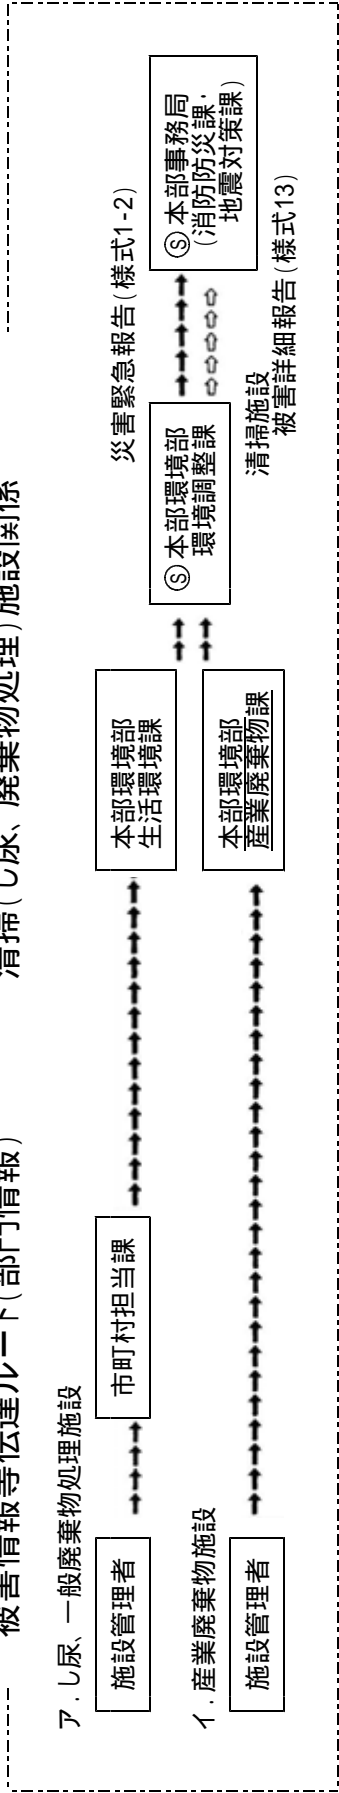 被害情報等伝達ルート(部門情報)
清掃(し尿、廃棄物処理)施設関係
ア.し尿、一般廃棄物処理施設
施設管理者
市町村担当課
本部環境部
生活環境課
イ.産業廃棄物施設
施設管理者
本部環境部
産業廃棄物課
Ⓢ本部環境部
環境調整課
災害緊急報告(様式1-2)
清掃施設
被害詳細報告(様式13)
Ⓢ本部事務局
(消防防災課・
地震対策課)